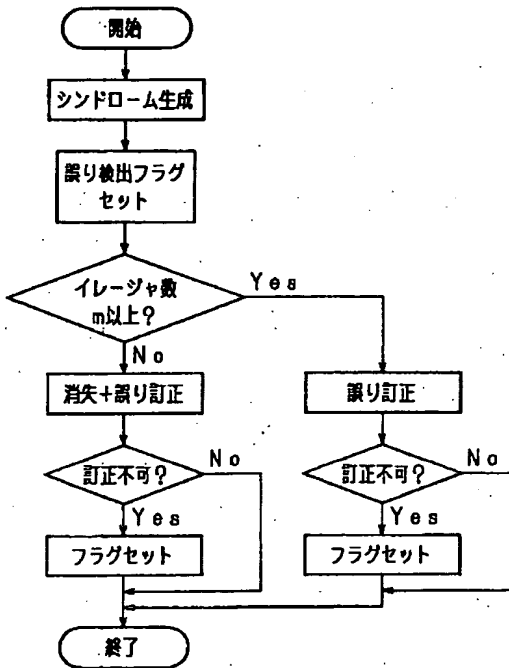 開始
シンドローム生成
誤り検出フラグ
セット
イレージャ数
m以上?
Yes
No
消失+誤り訂正
誤り訂正
訂正不可?
No
訂正不可?
No
Yes
Yes
フラグセット
フラグセット
終了